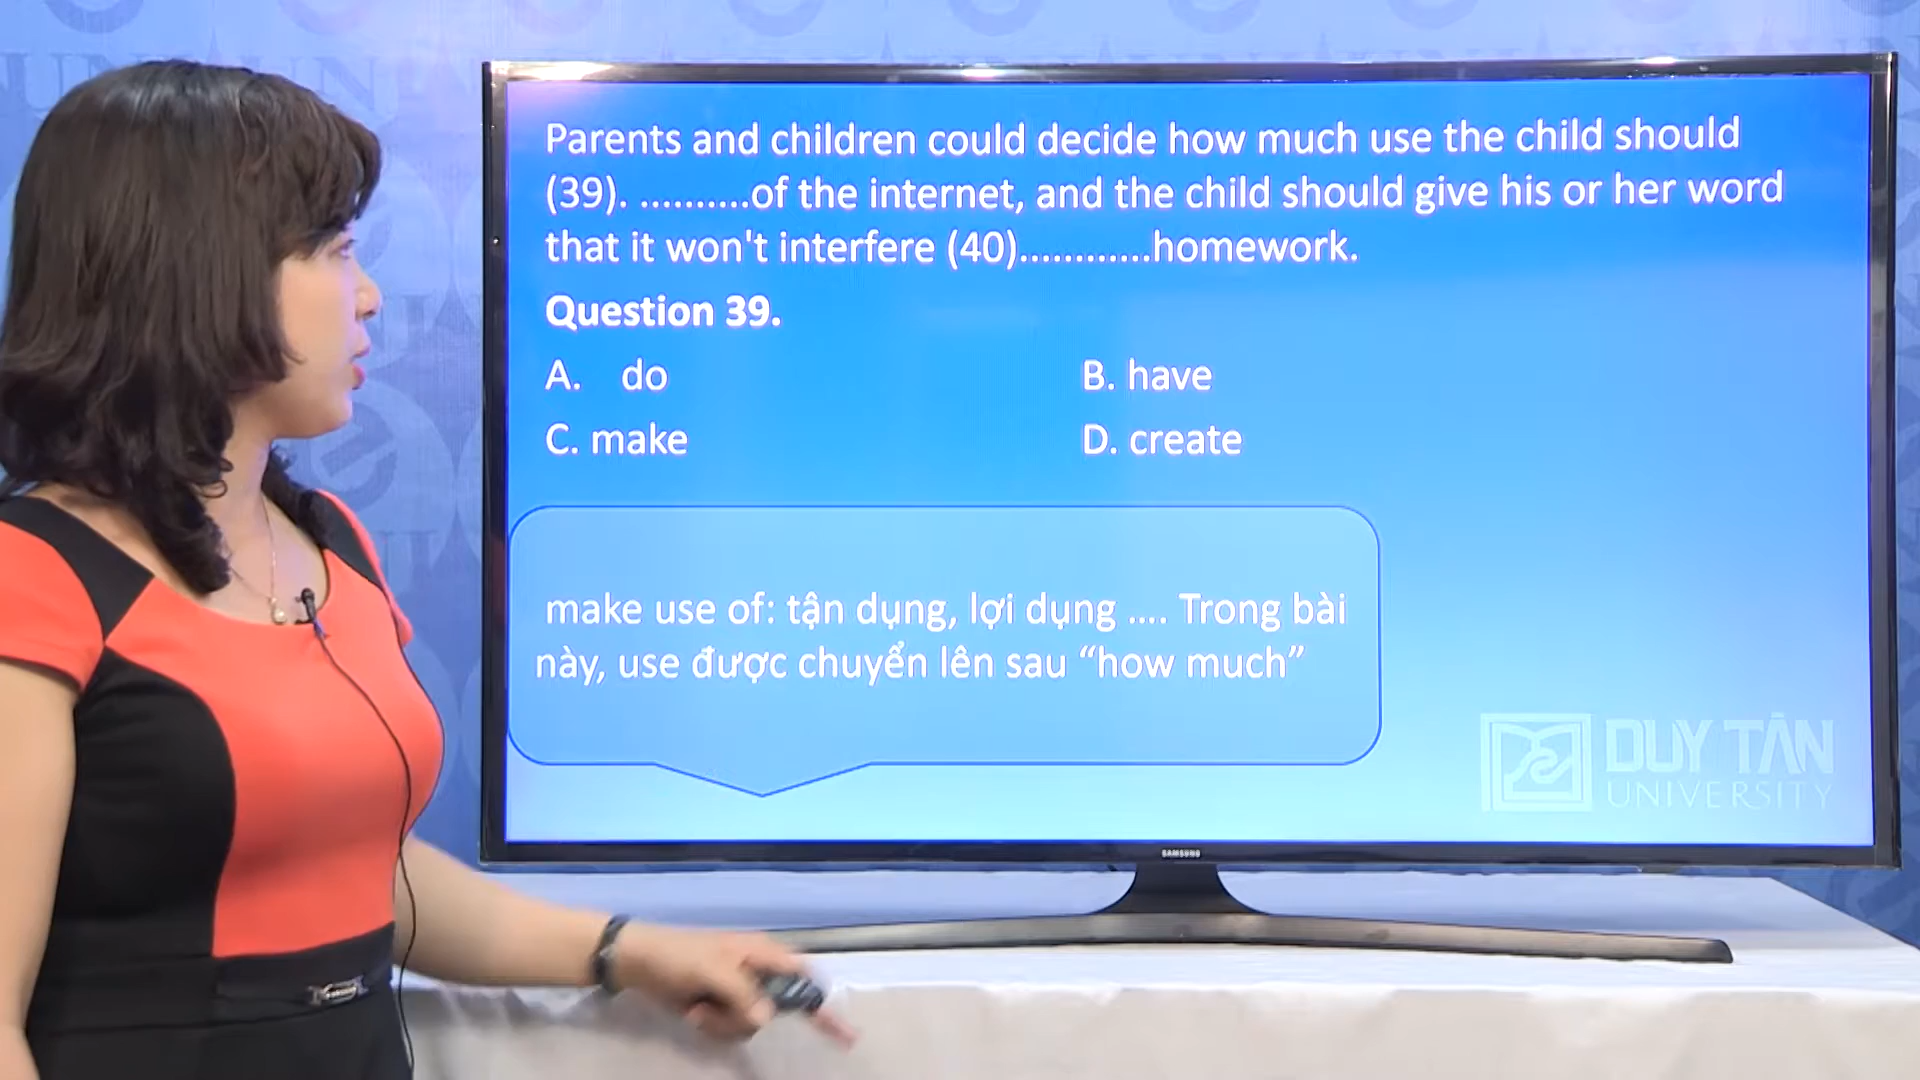 Parents and children could decide how much use the child should
(39). ..........of the internet, and the child should give his or her word
that it won't interfere (40)............homework.
Question 39.
A. do
B. have
C. make
D. create
make use of: tận dụng, lợi dụng .... Trong bài
này, use được chuyển lên sau “how much”
DUY TÂN
UNIVERSITY
SAMSUNG